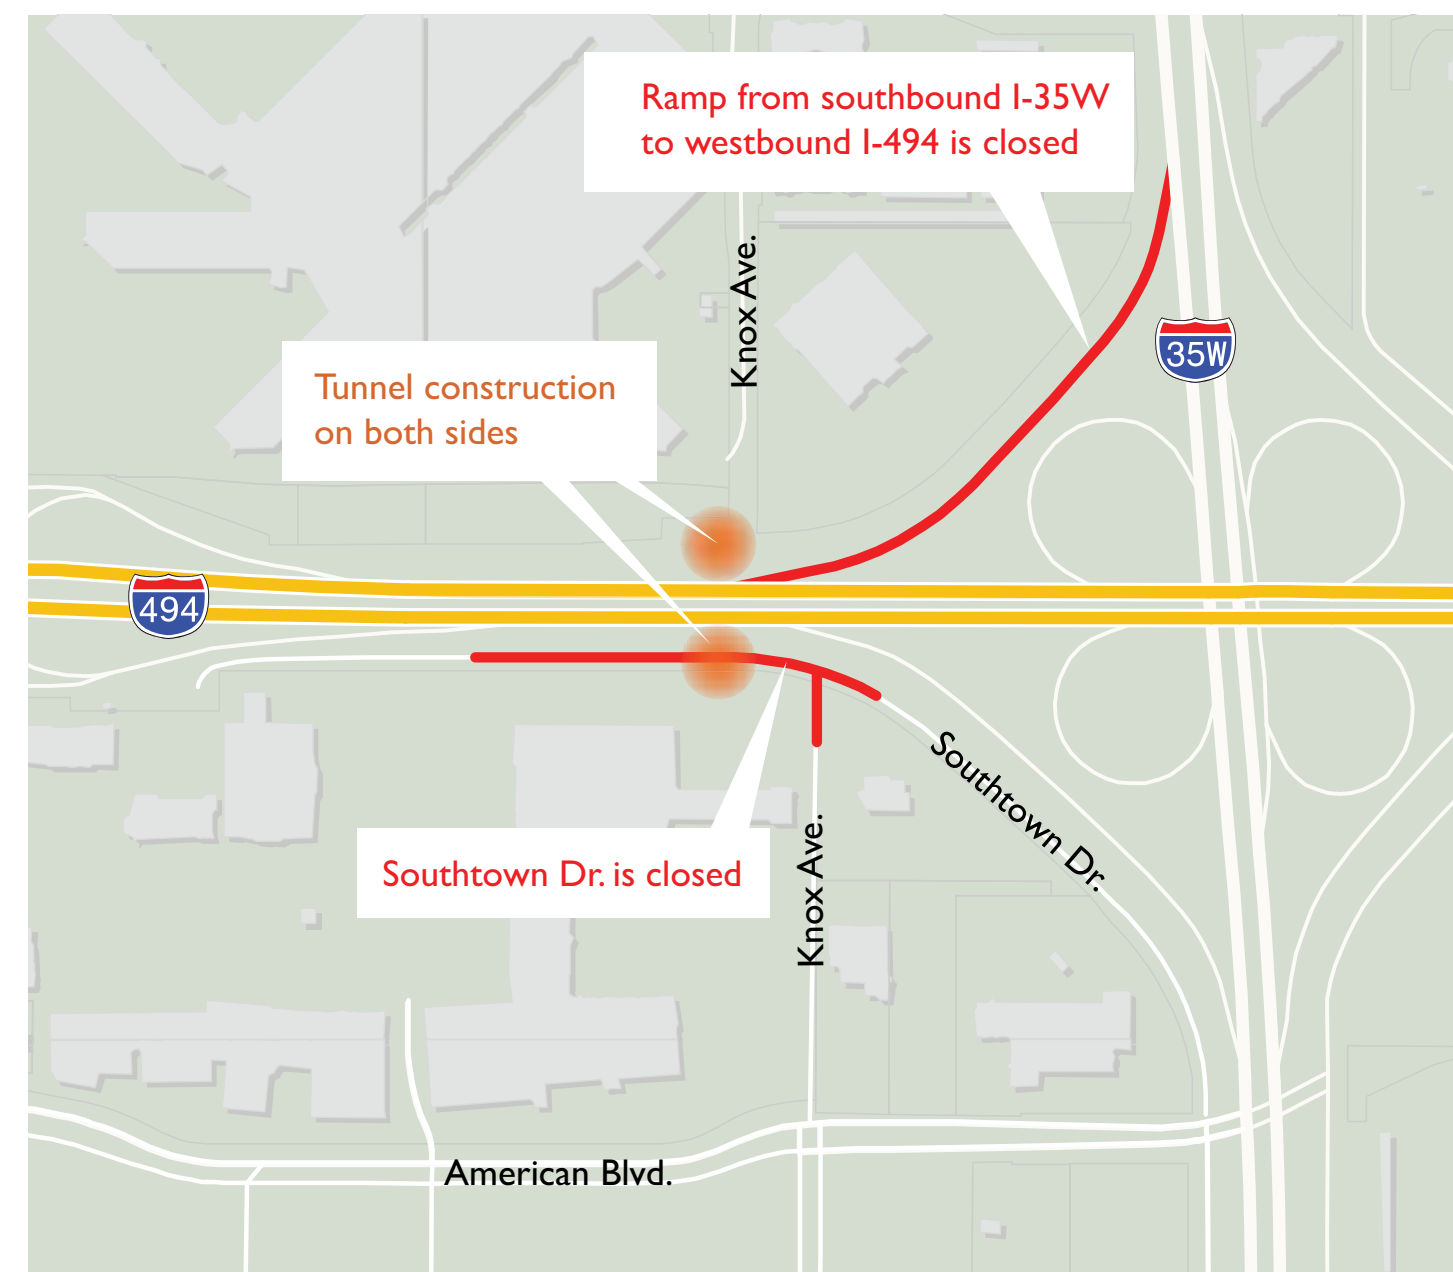 Ramp from southbound I-35W
to westbound I-494 is closed
Knox Ave.
35W
Tunnel construction
on both sides
494
Southtown Dr.
Southtown Dr. is closed
Knox Ave.
American Blvd.